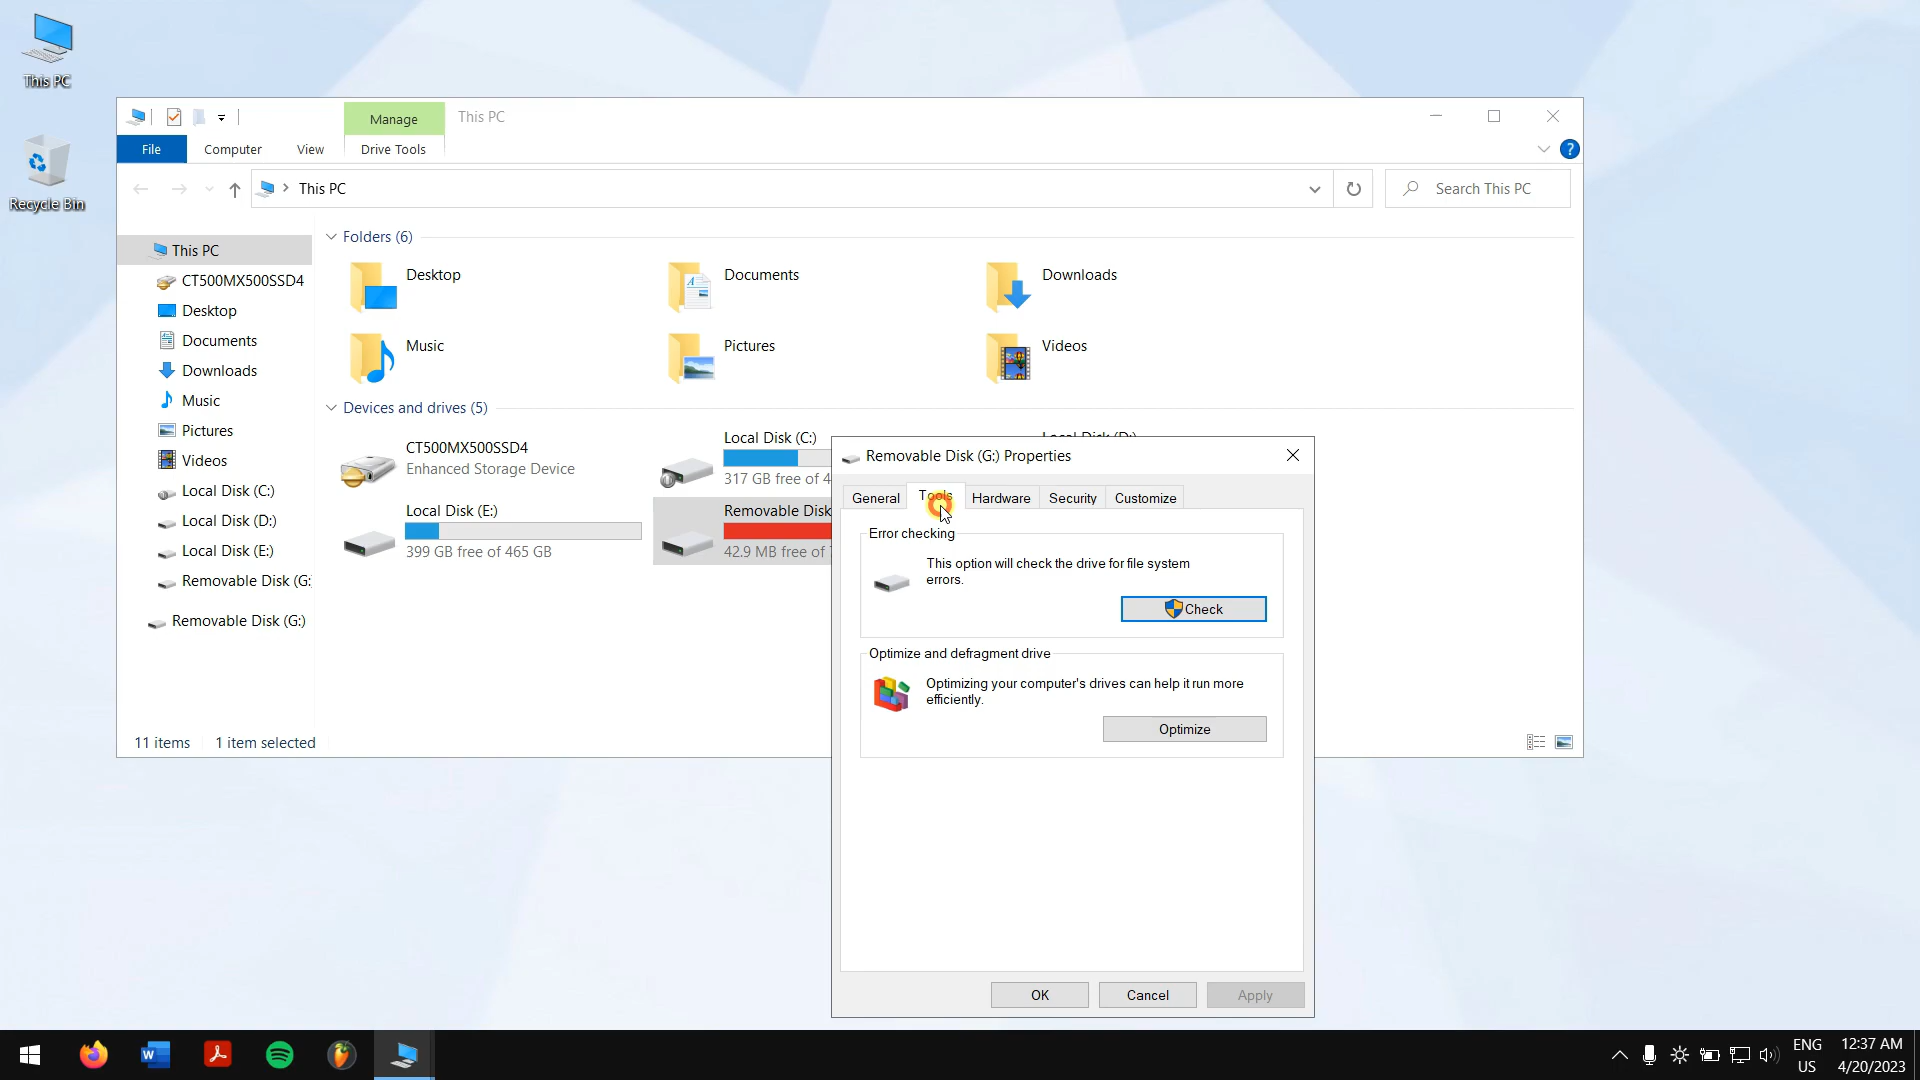 This PC
Recycle Bin
Manage
This PC
File
Computer
View
Drive Tools
?
This PC
Search This PC
This PC
CT500MX500SSD4
Desktop
Documents
Downloads
Music
Pictures
Videos
Local Disk (C:)
Local Disk (D:)
Local Disk (E:)
Removable Disk (G:
Removable Disk (G:)
Folders (6)
Desktop
Documents
Downloads
Music
Pictures
Videos
Devices and drives (5)
CT500MX500SSD4
Enhanced Storage Device
Local Disk (C:)
317 GB free of 4
Local Disk (D:)
Local Disk (E:)
399 GB free of 465 GB
Removable Disk
42.9 MB free of
11 items
1 item selected
Removable Disk (G:) Properties
General
Tools
Hardware
Security
Customize
Error checking
This option will check the drive for file system
errors.
Check
Optimize and defragment drive
Optimizing your computer's drives can help it run more
efficiently.
Optimize
OK
Cancel
Apply
ENG
US
12:37 AM
4/20/2023